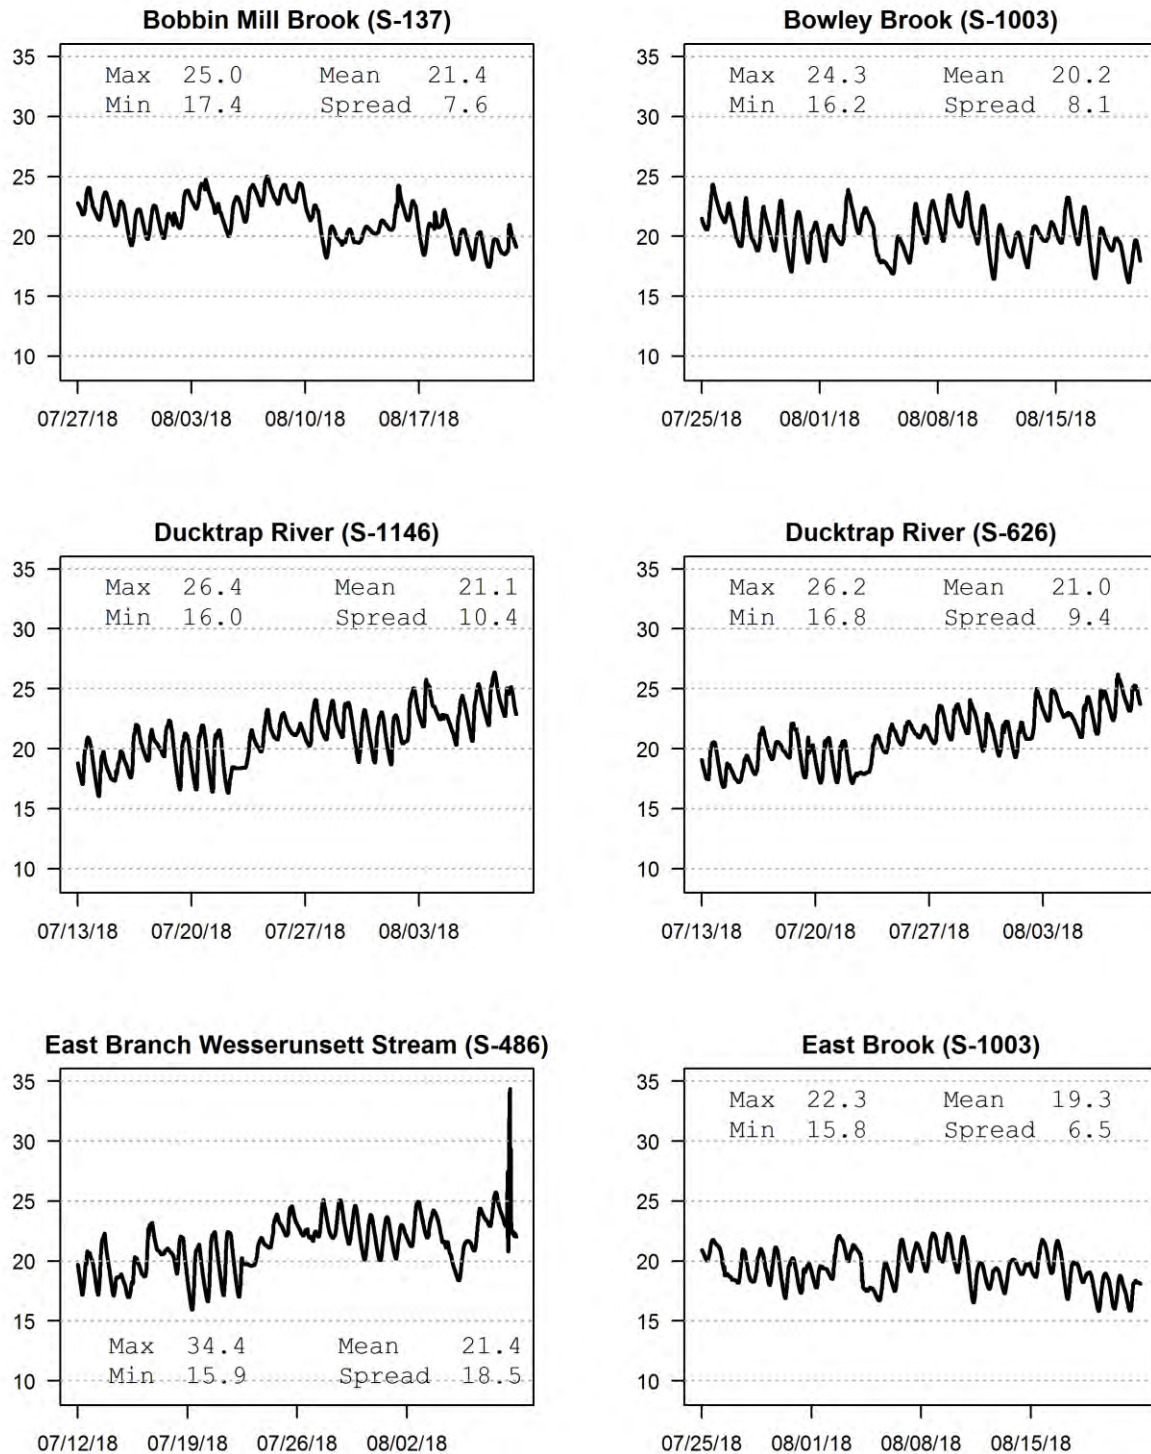 Bobbin Mill Brook (S-137)
35
30
25
20
15
10
Max 25.0 Mean 21.4
Min 17.4 Spread 7.6
07/27/18 08/03/18 08/10/18 08/17/18
Bowley Brook (S-1003)
35
30
25
20
15
10
Max 24.3 Mean 20.2
Min 16.2 Spread 8.1
07/25/18 08/01/18 08/08/18 08/15/18
Ducktrap River (S-1146)
35
30
25
20
15
10
Max 26.4 Mean 21.1
Min 16.0 Spread 10.4
07/13/18 07/20/18 07/27/18 08/03/18
Ducktrap River (S-626)
35
30
25
20
15
10
Max 26.2 Mean 21.0
Min 16.8 Spread 9.4
07/13/18 07/20/18 07/27/18 08/03/18
East Branch Wesserunsett Stream (S-486)
35
30
25
20
15
10
Max 34.4 Mean 21.4
Min 15.9 Spread 18.5
07/12/18 07/19/18 07/26/18 08/02/18
East Brook (S-1003)
35
30
25
20
15
10
Max 22.3 Mean 19.3
Min 15.8 Spread 6.5
07/25/18 08/01/18 08/08/18 08/15/18